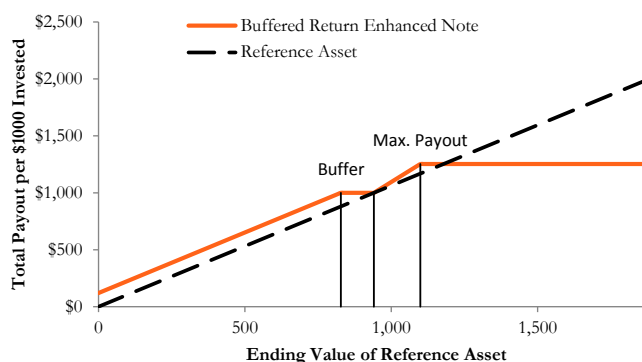 $2,500
$2,000
$1,500
$1,000
$500
$0
Total Payout per $1000 Invested
Buffered Return Enhanced Note
Reference Asset
Max. Payout
Buffer
0
500
1,000
1,500
Ending Value of Reference Asset